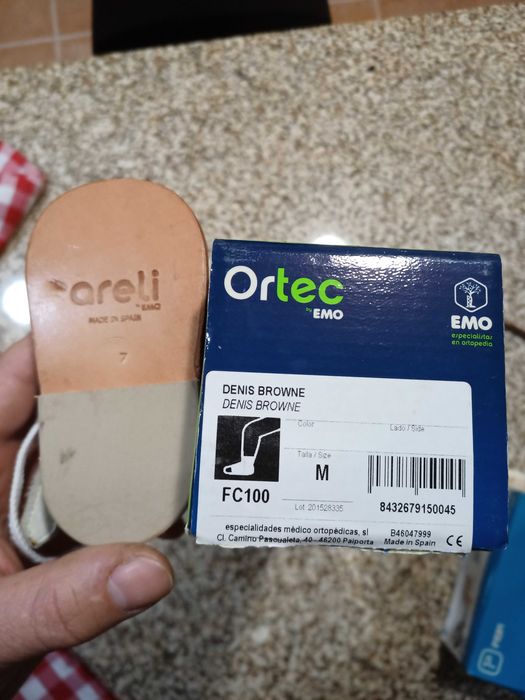 areli
by EMO
MADE IN SPAIN
7
Ortec
by EMO
EMO
especialistas
en ortopedia
DENIS BROWNE
DENIS BROWNE
Color
Lado / Side
Talla / Size
M
FC100
Lot: 201528335
8432679150045
especialidades médico ortopédicas, sl
Cl. Camino Pascualeta, 40 - 46200 Paiporta
B46047999
Made in Spain
CE